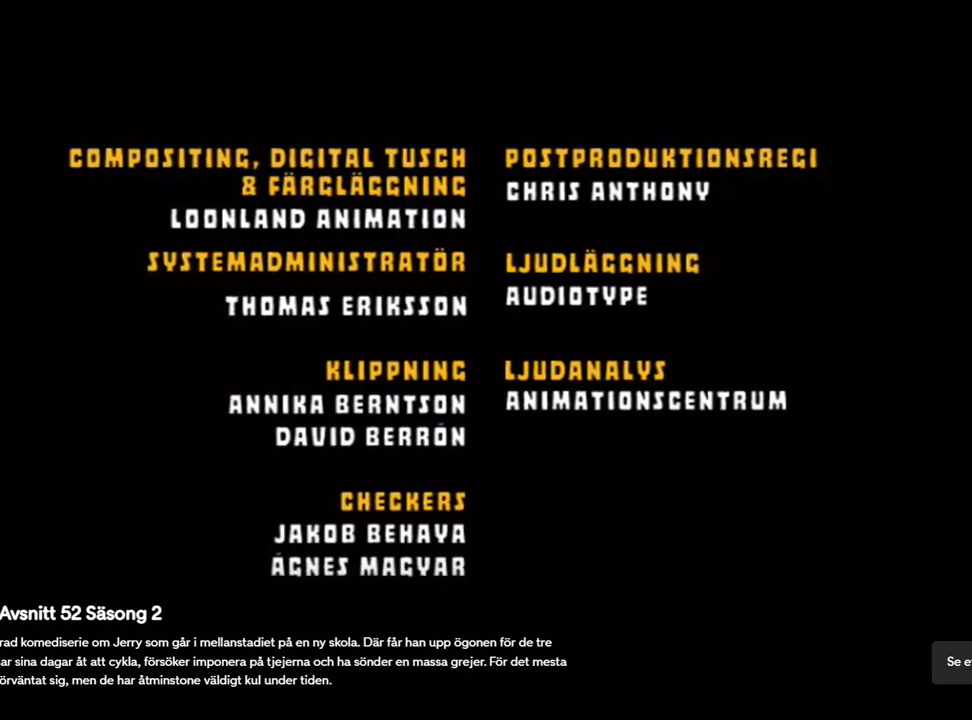 COMPOSITING, DIGITAL TUSCH
& FÄRGLÄGGNING
LOONLAND ANIMATION
SYSTEMADMINISTRATÖR
THOMAS ERIKSSON
KLIPPNING
ANNIKA BERNTSON
DAVID BERRÓN
CHECKERS
JAKOB BEHAYA
ÁGNES MAGYAR
POSTPRODUKTIONSREGI
CHRIS ANTHONY
LJUDLÄGGNING
AUDIOTYPE
LJUDANALYS
ANIMATIONSCENTRUM
Avsnitt 52 Säsong 2
rad komediserie om Jerry som går i mellanstadiet på en ny skola. Där får han upp ögonen för de tre
ar sina dagar åt att cykla, försöker imponera på tjejerna och ha sönder en massa grejer. För det mesta
örväntat sig, men de har åtminstone väldigt kul under tiden.
Se e